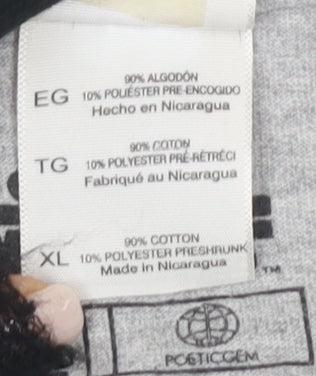 90% ALGODÓN
EG 10% POLIÉSTER PRE-ENCOGIDO
Hecho en Nicaragua
90% COTON
TG 10% POLYESTER PRÉ-RÉTRÉCI
Fabriqué au Nicaragua
90% COTTON
XL 10% POLYESTER PRESHRUNK
Made in Nicaragua
TM
POETICGEM